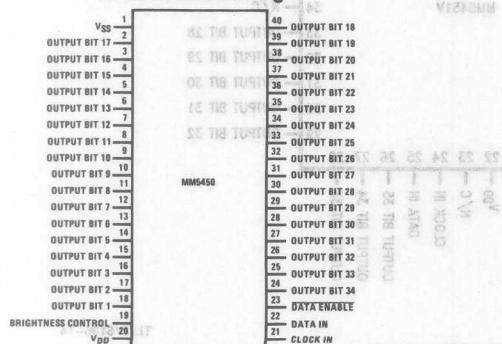 1
VSS
2
OUTPUT BIT 17
3
OUTPUT BIT 16
4
OUTPUT BIT 15
5
OUTPUT BIT 14
6
OUTPUT BIT 13
7
OUTPUT BIT 12
8
OUTPUT BIT 11
9
OUTPUT BIT 10
10
OUTPUT BIT 9
11
OUTPUT BIT 8
12
OUTPUT BIT 7
13
OUTPUT BIT 6
14
OUTPUT BIT 5
15
OUTPUT BIT 4
16
OUTPUT BIT 3
17
OUTPUT BIT 2
18
OUTPUT BIT 1
19
BRIGHTNESS CONTROL
20
VDD
MM5450
40
OUTPUT BIT 18
39
OUTPUT BIT 19
38
OUTPUT BIT 20
37
OUTPUT BIT 21
36
OUTPUT BIT 22
35
OUTPUT BIT 23
34
OUTPUT BIT 24
33
OUTPUT BIT 25
32
OUTPUT BIT 26
31
OUTPUT BIT 27
30
OUTPUT BIT 28
29
OUTPUT BIT 29
28
OUTPUT BIT 30
27
OUTPUT BIT 31
26
OUTPUT BIT 32
25
OUTPUT BIT 33
24
OUTPUT BIT 34
23
DATA ENABLE
22
DATA IN
21
CLOCK IN